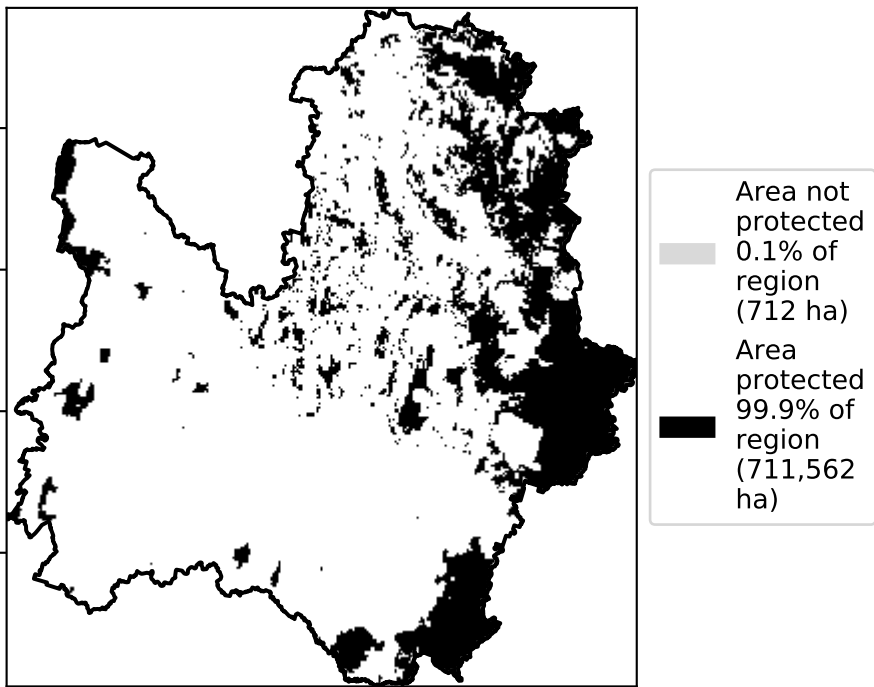 Area not
protected
0.1% of
region
(712 ha)
Area
protected
99.9% of
region
(711,562
ha)